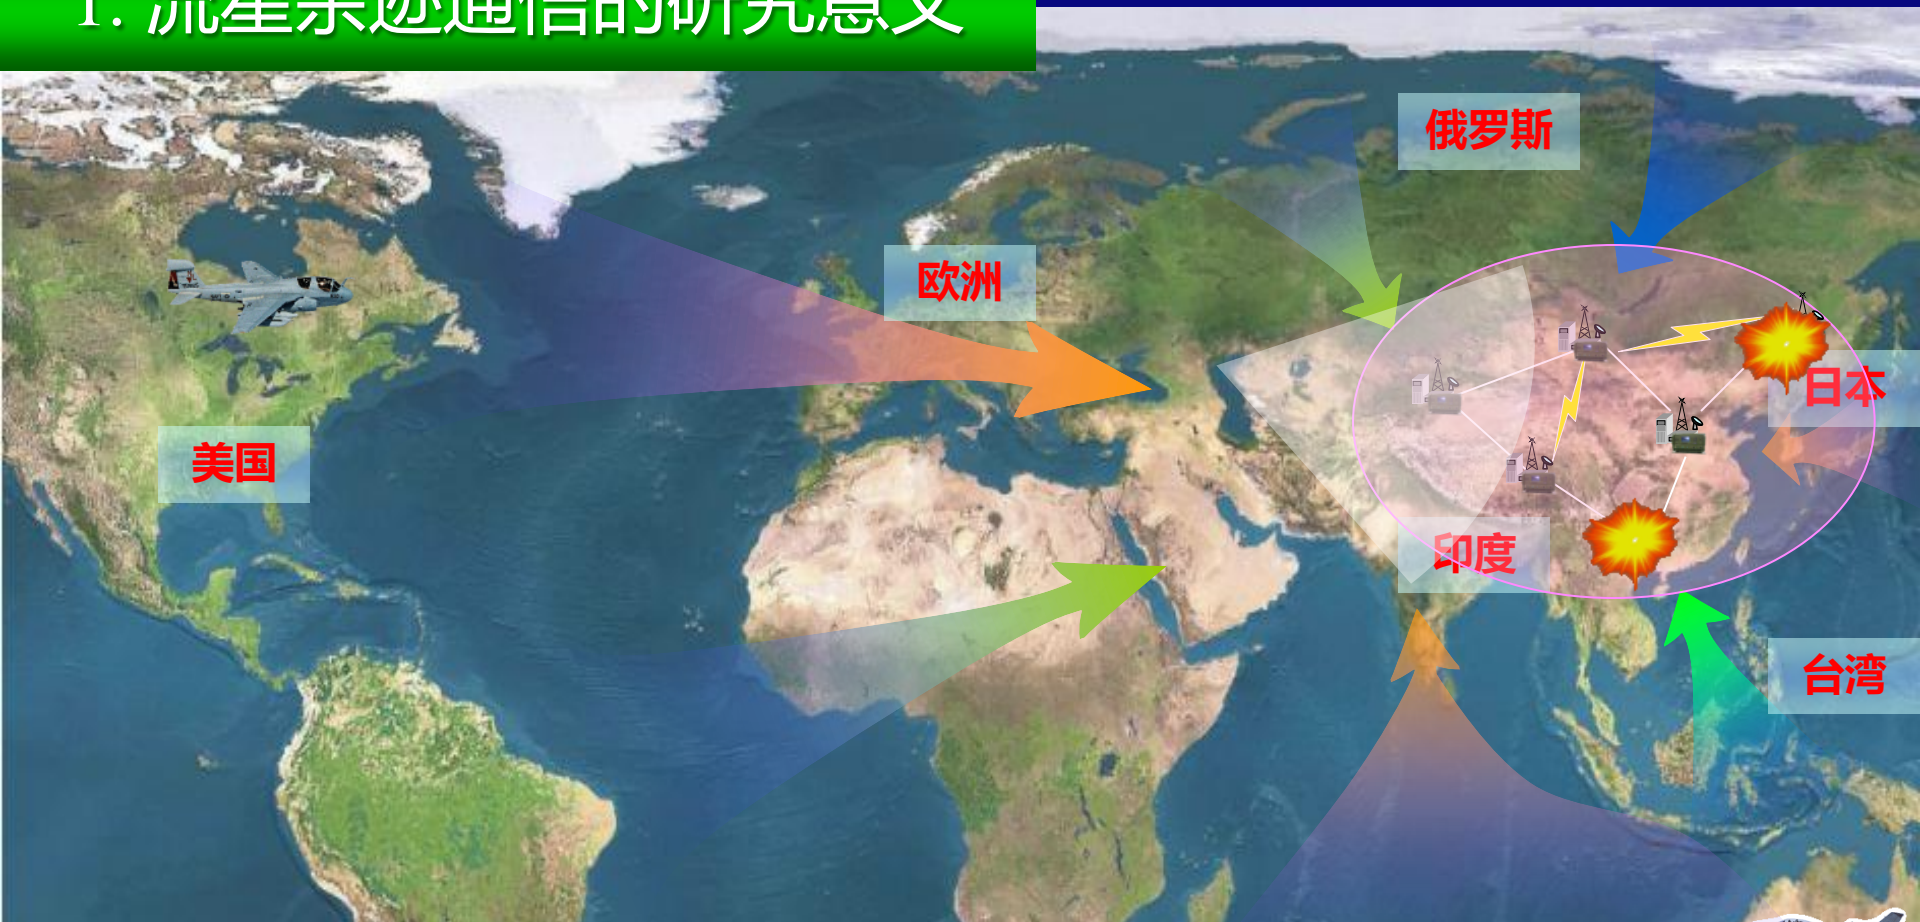 1. 流星余迹通信的研究意义
俄罗斯
欧洲
日本
美国
印度
台湾